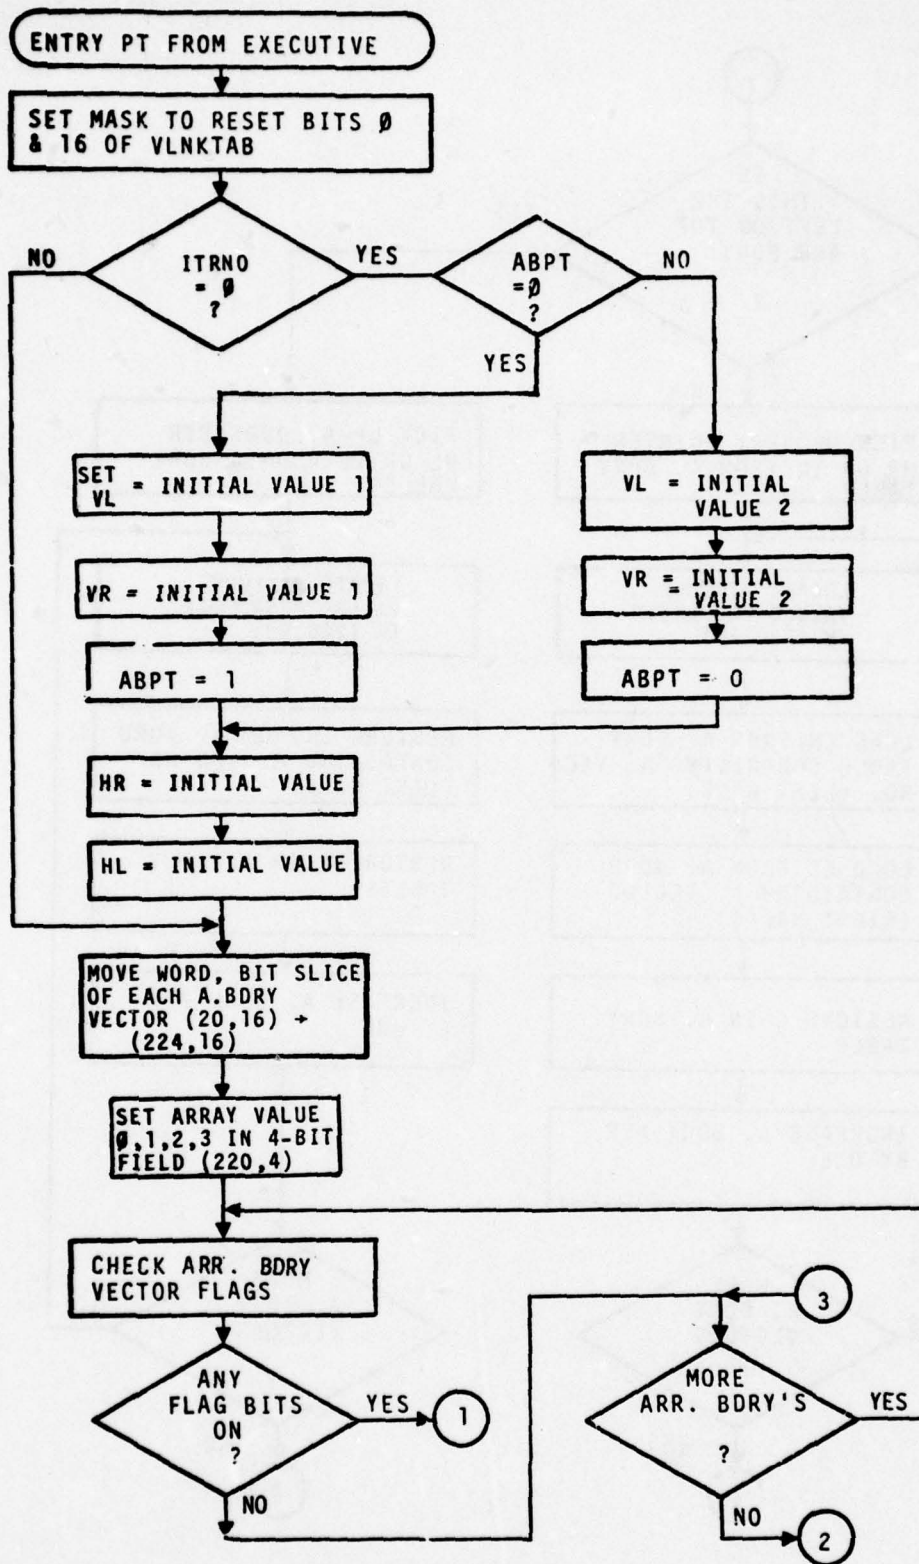 ENTRY PT FROM EXECUTIVE
SET MASK TO RESET BITS Ø
& 16 OF VLNKTAB
NO
ITRNO
= Ø
?
YES
ABPT
=Ø
?
NO
YES
SET
VL = INITIAL VALUE 1
VL = INITIAL
VALUE 2
VR = INITIAL VALUE 1
VR = INITIAL
VALUE 2
ABPT = 1
ABPT = 0
HR = INITIAL VALUE
HL = INITIAL VALUE
MOVE WORD, BIT SLICE
OF EACH A.BDRY
VECTOR (20,16) →
(224,16)
SET ARRAY VALUE
Ø,1,2,3 IN 4-BIT
FIELD (220,4)
CHECK ARR. BDRY
VECTOR FLAGS
3
ANY
FLAG BITS
ON
?
YES
1
MORE
ARR. BDRY'S
?
YES
NO
NO
2